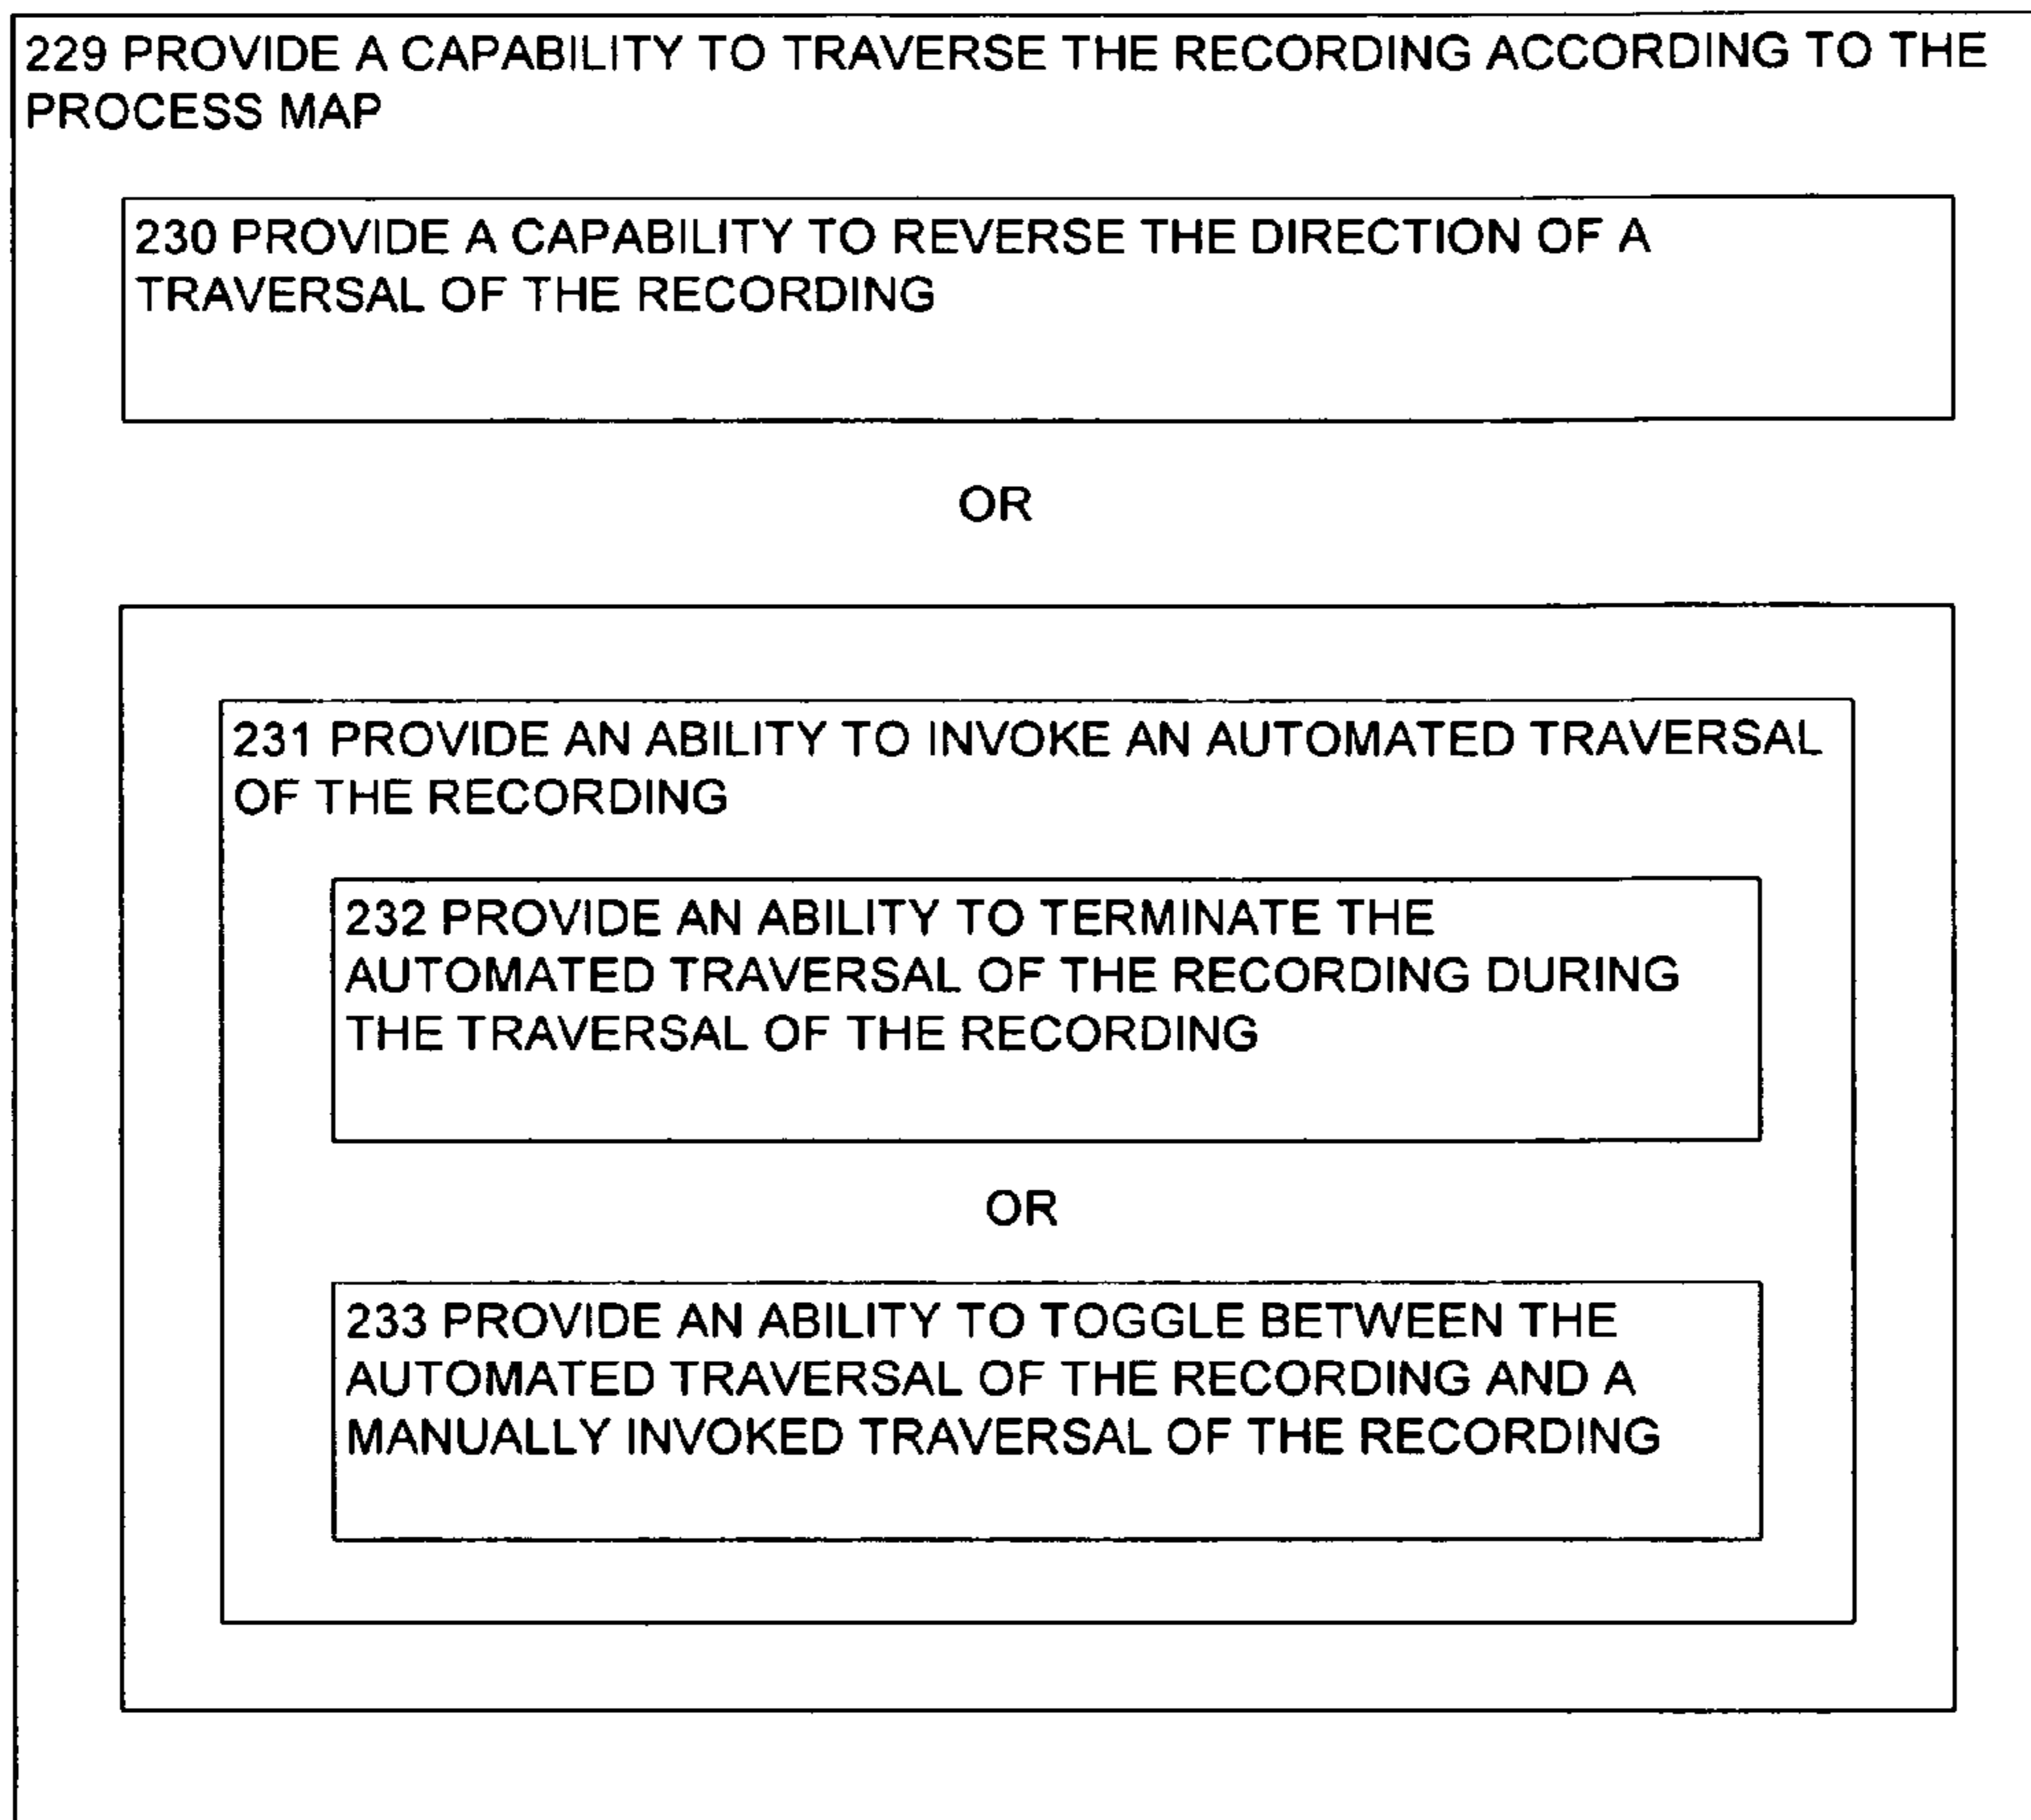 229 PROVIDE A CAPABILITY TO TRAVERSE THE RECORDING ACCORDING TO THE
PROCESS MAP
230 PROVIDE A CAPABILITY TO REVERSE THE DIRECTION OF A
TRAVERSAL OF THE RECORDING
OR
231 PROVIDE AN ABILITY TO INVOKE AN AUTOMATED TRAVERSAL
OF THE RECORDING
232 PROVIDE AN ABILITY TO TERMINATE THE
AUTOMATED TRAVERSAL OF THE RECORDING DURING
THE TRAVERSAL OF THE RECORDING
OR
233 PROVIDE AN ABILITY TO TOGGLE BETWEEN THE
AUTOMATED TRAVERSAL OF THE RECORDING AND A
MANUALLY INVOKED TRAVERSAL OF THE RECORDING